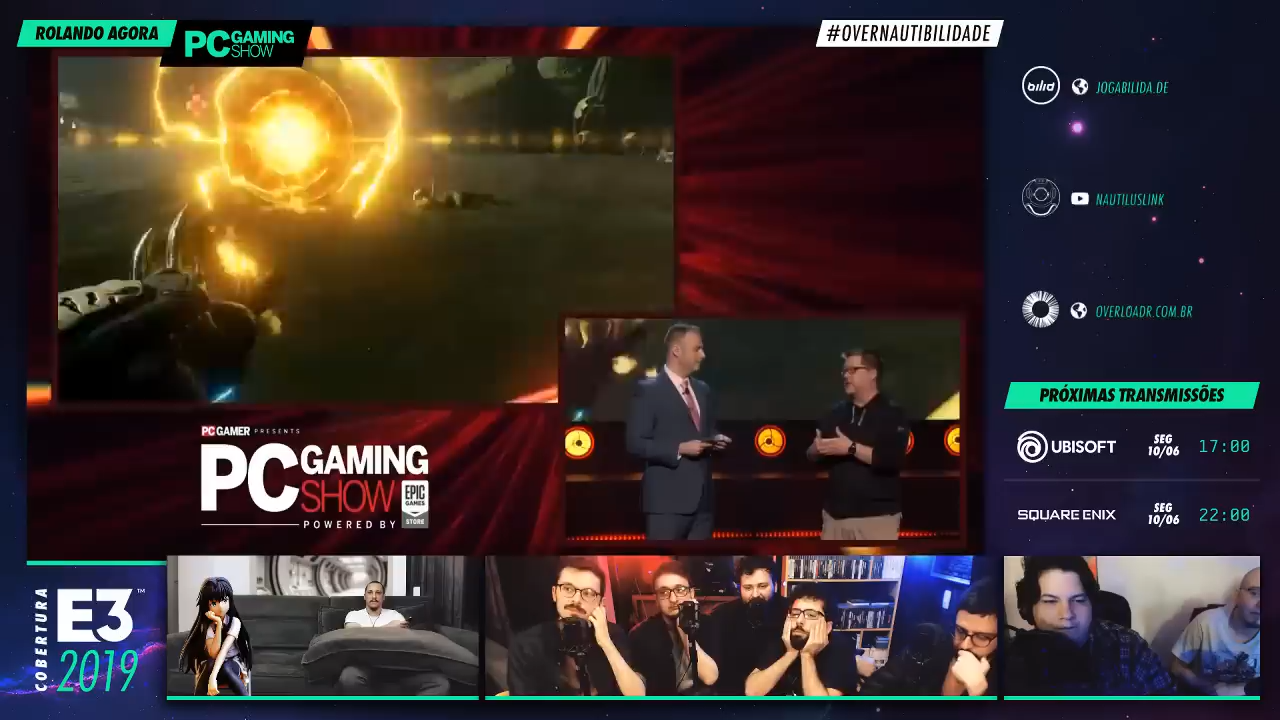 ROLANDO AGORA
PC GAMING
SHOW
#OVERNAUTIBILIDADE
bilid
JOGABILIDA.DE
NAUTILUSLINK
OVERLOADR.COM.BR
PRÓXIMAS TRANSMISSÕES
UBISOFT SEG 10/06 17:00
SQUARE ENIX SEG 10/06 22:00
PC GAMER PRESENTS
PC GAMING
SHOW
POWERED BY
EPIC
GAMES
STORE
COBERTURA
E3™
2019